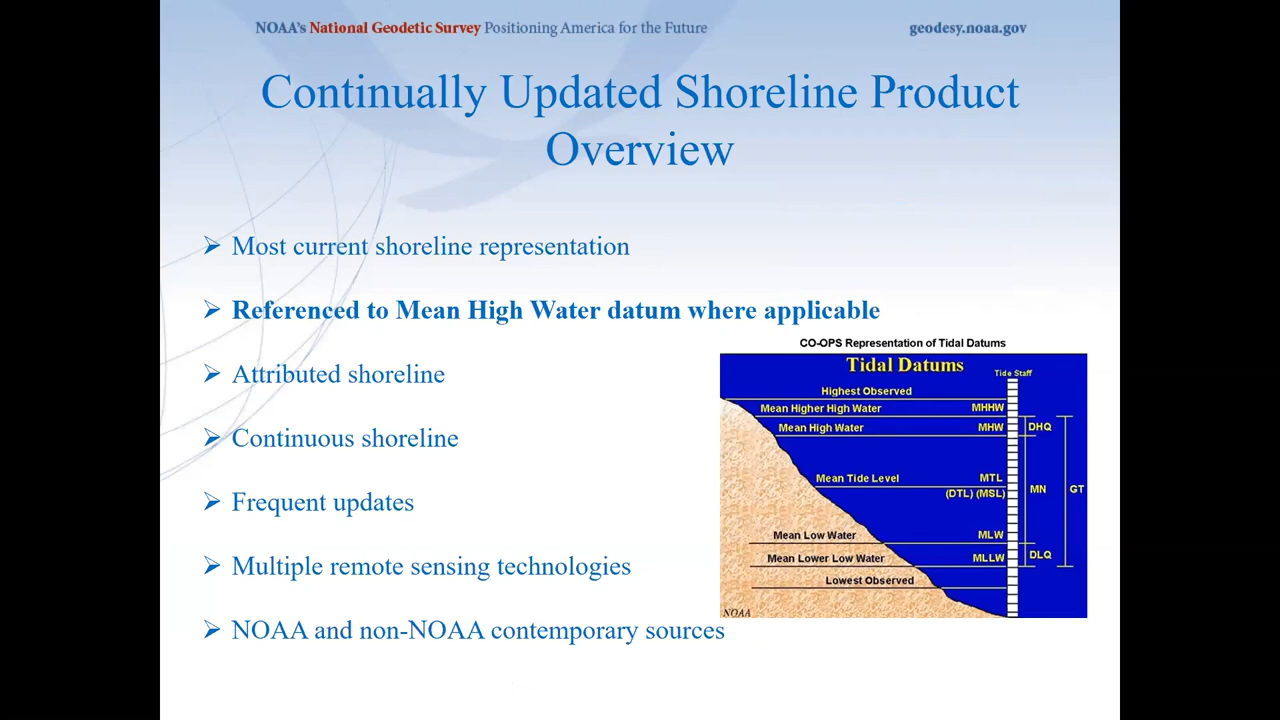 NOAA's National Geodetic Survey Positioning America for the Future
geodesy.noaa.gov
Continually Updated Shoreline Product
Overview
Most current shoreline representation
Referenced to Mean High Water datum where applicable
Attributed shoreline
Continuous shoreline
Frequent updates
Multiple remote sensing technologies
NOAA and non-NOAA contemporary sources
CO-OPS Representation of Tidal Datums
Tidal Datums
Tide Staff
Highest Observed
Mean Higher High Water MHHW
Mean High Water MHW
DHQ
Mean Tide Level MTL
(DTL) (MSL)
MN
GT
Mean Low Water MLW
Mean Lower Low Water MLLW
DLQ
Lowest Observed
NOAA